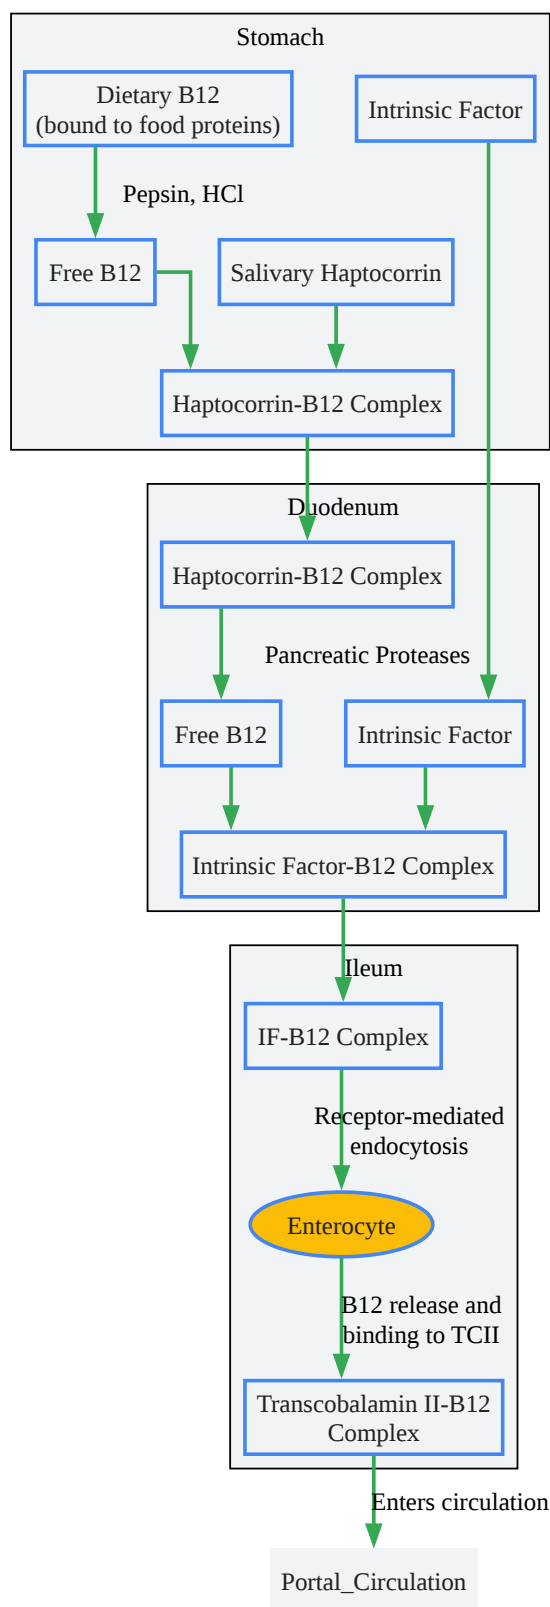 Stomach
Dietary B12
(bound to food proteins)
Intrinsic Factor
Pepsin, HCl
Free B12
Salivary Haptocorrin
Haptocorrin-B12 Complex
Duodenum
Haptocorrin-B12 Complex
Pancreatic Proteases
Free B12
Intrinsic Factor
Intrinsic Factor-B12 Complex
Ileum
IF-B12 Complex
Receptor-mediated
endocytosis
Enterocyte
B12 release and
binding to TCII
Transcobalamin II-B12
Complex
Enters circulation
Portal_Circulation